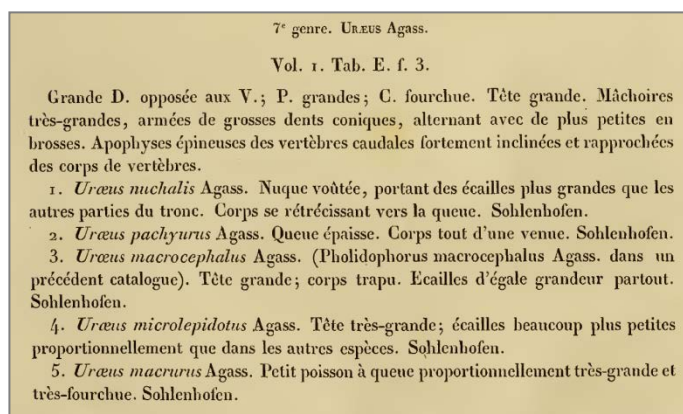 7e genre. URÆUS Agass.
Vol. 1. Tab. E. f. 3.
Grande D. opposée aux V.; P. grandes; C. fourchue. Tête grande. Mâchoires
très-grandes, armées de grosses dents coniques, alternant avec de plus petites en
brosses. Apophyses épineuses des vertèbres caudales fortement inclinées et rapprochées
des corps de vertèbres.
1. Uræus nuchalis Agass. Nuque voûtée, portant des écailles plus grandes que les
autres parties du tronc. Corps se rétrécissant vers la queue. Sohlenhofen.
2. Uræus pachyurus Agass. Queue épaisse. Corps tout d'une venue. Sohlenhofen.
3. Uræus macrocephalus Agass. (Pholidophorus macrocephalus Agass. dans un
précédent catalogue). Tête grande; corps trapu. Ecailles d'égale grandeur partout.
Sohlenhofen.
4. Uræus microlepidotus Agass. Tête très-grande; écailles beaucoup plus petites
proportionnellement que dans les autres espèces. Sohlenhofen.
5. Uræus macrurus Agass. Petit poisson à queue proportionnellement très-grande et
très-fourchue. Sohlenhofen.